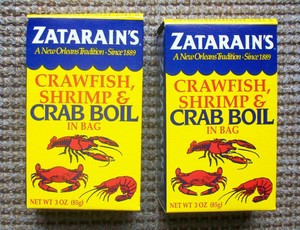 ZATARAIN'S
A New Orleans Tradition - Since 1889
CRAWFISH,
SHRIMP &
CRAB BOIL
IN BAG
NET WT 3 OZ (85g)
ZATARAIN'S
A New Orleans Tradition - Since 1889
CRAWFISH,
SHRIMP &
CRAB BOIL
IN BAG
NET WT 3 OZ (85g)